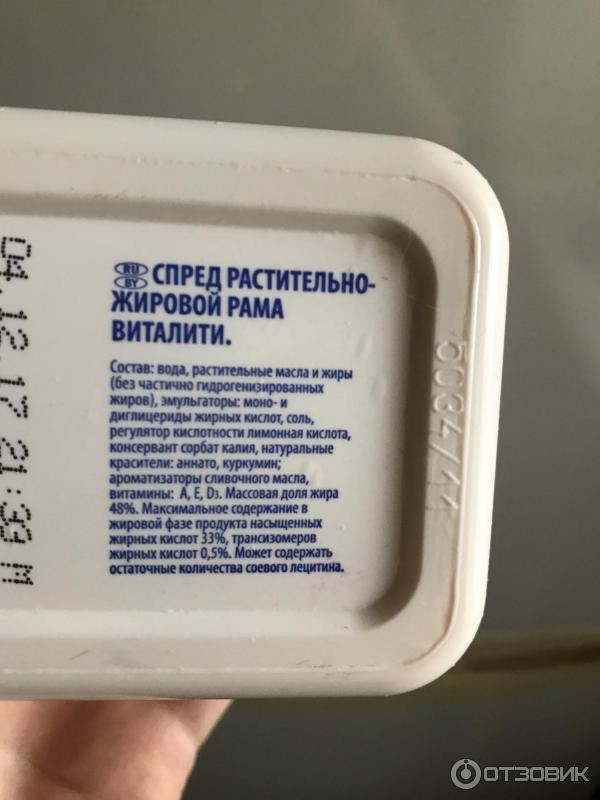 RU
BY
СПРЕД РАСТИТЕЛЬНО-
ЖИРОВОЙ РАМА
ВИТАЛИТИ.
Состав: вода, растительные масла и жиры
(без частично гидрогенизированных
жиров), эмульгаторы: моно- и
диглицериды жирных кислот, соль,
регулятор кислотности лимонная кислота,
консервант сорбат калия, натуральные
красители: аннато, куркумин;
ароматизаторы сливочного масла,
витамины: A, E, D₃. Массовая доля жира
48%. Максимальное содержание в
жировой фазе продукта насыщенных
жирных кислот 33%, трансизомеров
жирных кислот 0,5%. Может содержать
остаточные количества соевого лецитина.
04.12.17 21:39 M
5034/11
ОТЗОВИК